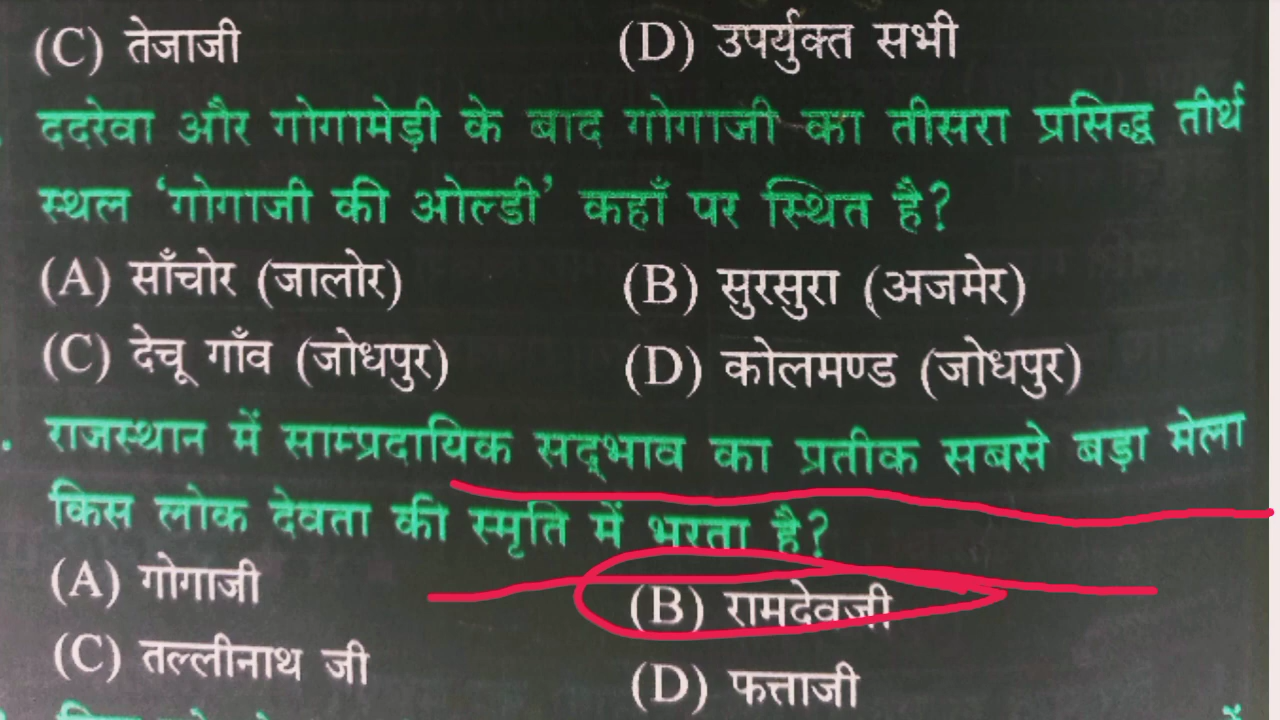 (C) तेजाजी (D) उपर्युक्त सभी
ददरेवा और गोगामेड़ी के बाद गोगाजी का तीसरा प्रसिद्ध तीर्थ
स्थल ‘गोगाजी की ओल्डी’ कहाँ पर स्थित है?
(A) साँचोर (जालोर) (B) सुरसुरा (अजमेर)
(C) देचू गाँव (जोधपुर) (D) कोलमण्ड (जोधपुर)
. राजस्थान में साम्प्रदायिक सद्‌भाव का प्रतीक सबसे बड़ा मेला
किस लोक देवता की स्मृति में भरता है?
(A) गोगाजी (B) रामदेवजी
(C) तल्लीनाथ जी (D) फत्ताजी